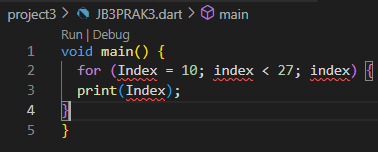 project3 > JB3PRAK3.dart > main
Run | Debug
1 void main() {
2 for (Index = 10; index < 27; index) {
3 print(Index);
4 }
5 }